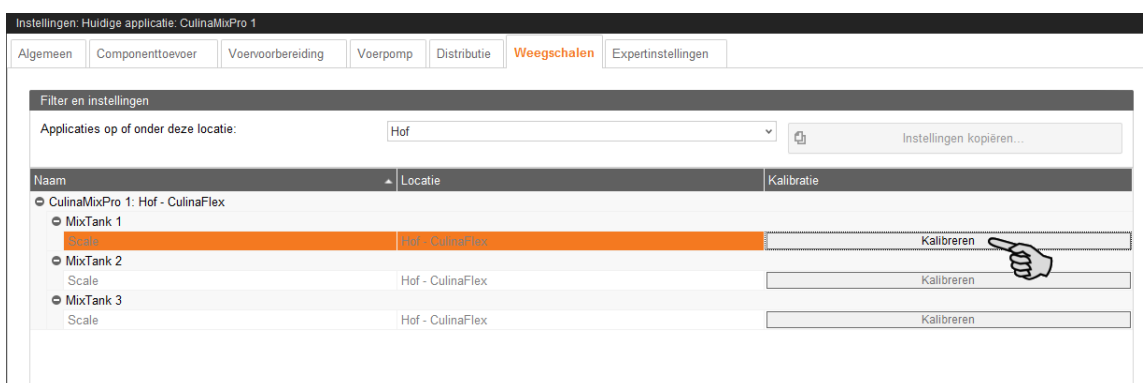 Instellingen: Huidige applicatie: CulinaMixPro 1
Algemeen Componenttoevoer Voervoorbereiding Voerpomp Distributie Weegschalen Expertinstellingen
Filter en instellingen
Applicaties op of onder deze locatie: Hof Instellingen kopiëren...
Naam Locatie Kalibratie
CulinaMixPro 1: Hof - CulinaFlex
MixTank 1
Scale Hof - CulinaFlex Kalibreren
MixTank 2
Scale Hof - CulinaFlex Kalibreren
MixTank 3
Scale Hof - CulinaFlex Kalibreren